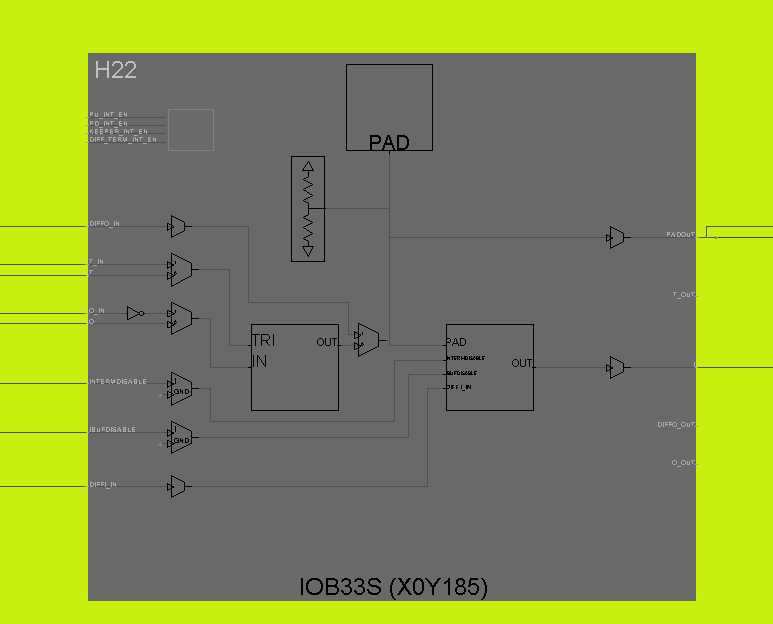 H22
PAD
PU_INT_EN
PD_INT_EN
KEEPER_INT_EN
DIFF_TERM_INT_EN
DIFFO_IN
PADOUT
T_IN
T
T_OUT
O_IN
O
TRI
OUT
IN
PAD
INTERMDISABLE
IBUFDISABLE
DIFFI_IN
OUT
I
INTERMDISABLE
GND
IBUFDISABLE
GND
DIFFO_OUT
O_OUT
DIFFI_IN
IOB33S (X0Y185)